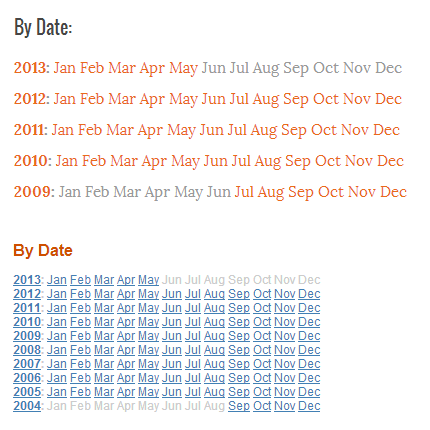 By Date:
2013: Jan Feb Mar Apr May Jun Jul Aug Sep Oct Nov Dec
2012: Jan Feb Mar Apr May Jun Jul Aug Sep Oct Nov Dec
2011: Jan Feb Mar Apr May Jun Jul Aug Sep Oct Nov Dec
2010: Jan Feb Mar Apr May Jun Jul Aug Sep Oct Nov Dec
2009: Jan Feb Mar Apr May Jun Jul Aug Sep Oct Nov Dec
By Date
2013: Jan Feb Mar Apr May Jun Jul Aug Sep Oct Nov Dec
2012: Jan Feb Mar Apr May Jun Jul Aug Sep Oct Nov Dec
2011: Jan Feb Mar Apr May Jun Jul Aug Sep Oct Nov Dec
2010: Jan Feb Mar Apr May Jun Jul Aug Sep Oct Nov Dec
2009: Jan Feb Mar Apr May Jun Jul Aug Sep Oct Nov Dec
2008: Jan Feb Mar Apr May Jun Jul Aug Sep Oct Nov Dec
2007: Jan Feb Mar Apr May Jun Jul Aug Sep Oct Nov Dec
2006: Jan Feb Mar Apr May Jun Jul Aug Sep Oct Nov Dec
2005: Jan Feb Mar Apr May Jun Jul Aug Sep Oct Nov Dec
2004: Jan Feb Mar Apr May Jun Jul Aug Sep Oct Nov Dec